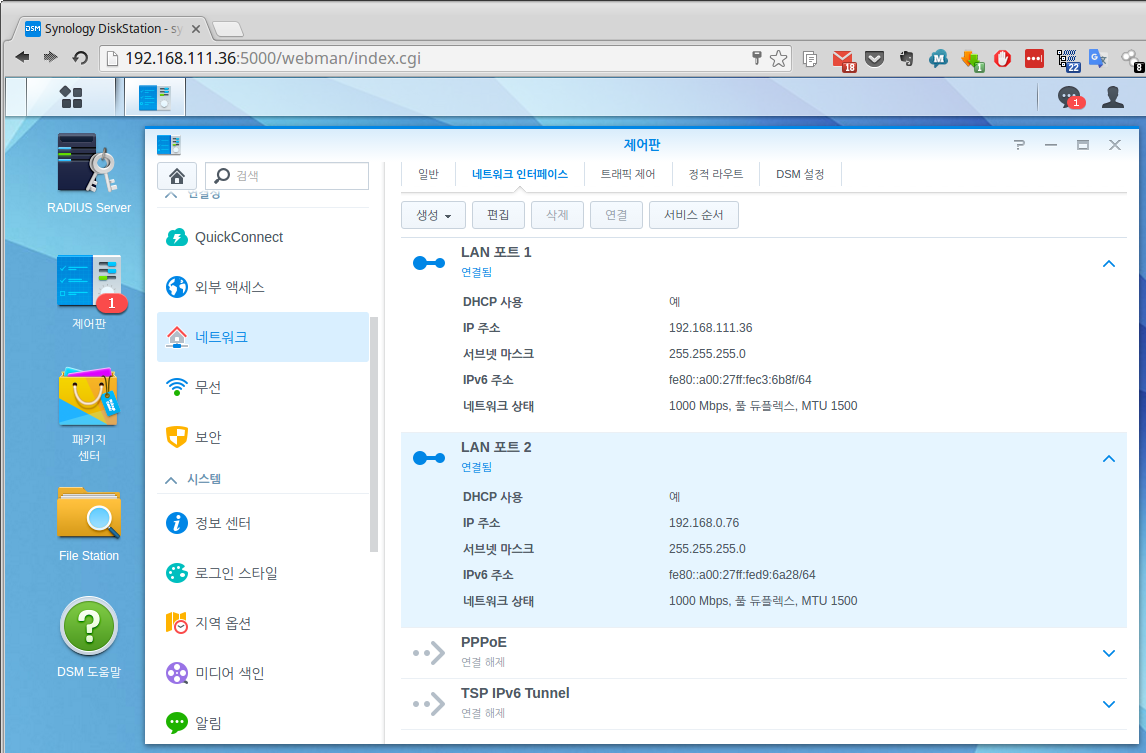 DSM Synology DiskStation - sy
192.168.111.36:5000/webman/index.cgi
18
1
22
8
1
RADIUS Server
1
제어판
패키지
센터
File Station
DSM 도움말
제어판
검색
연결성
QuickConnect
외부 액세스
네트워크
무선
보안
시스템
정보 센터
로그인 스타일
지역 옵션
미디어 색인
알림
일반
네트워크 인터페이스
트래픽 제어
정적 라우트
DSM 설정
생성
편집
삭제
연결
서비스 순서
LAN 포트 1
연결됨
DHCP 사용 예
IP 주소 192.168.111.36
서브넷 마스크 255.255.255.0
IPv6 주소 fe80::a00:27ff:fec3:6b8f/64
네트워크 상태 1000 Mbps, 풀 듀플렉스, MTU 1500
LAN 포트 2
연결됨
DHCP 사용 예
IP 주소 192.168.0.76
서브넷 마스크 255.255.255.0
IPv6 주소 fe80::a00:27ff:fed9:6a28/64
네트워크 상태 1000 Mbps, 풀 듀플렉스, MTU 1500
PPPoE
연결 해제
TSP IPv6 Tunnel
연결 해제